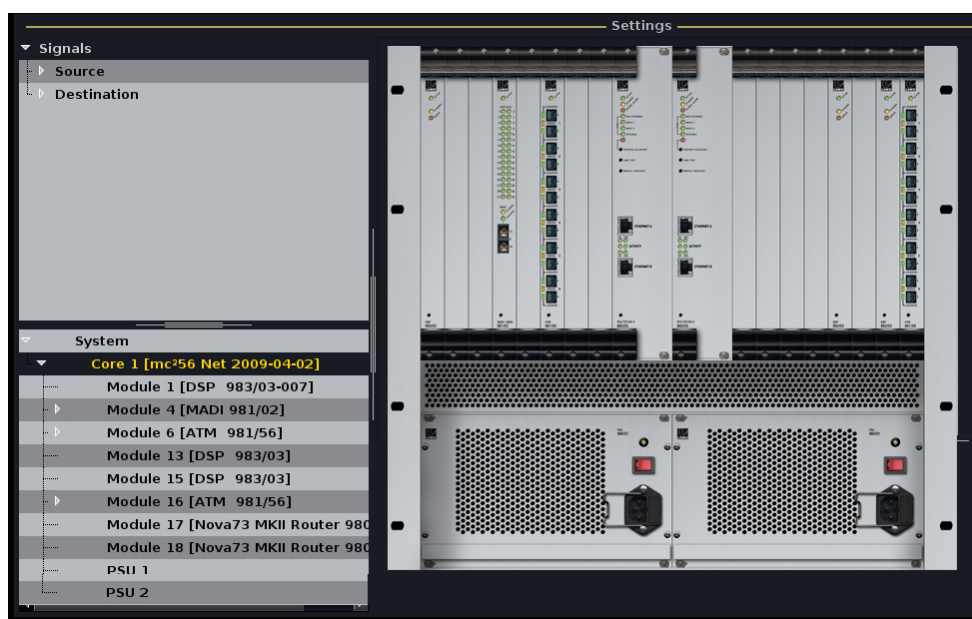 Settings
Signals
Source
Destination
System
Core 1 [mc²56 Net 2009-04-02]
Module 1 [DSP  983/03-007]
Module 4 [MADI 981/02]
Module 6 [ATM  981/56]
Module 13 [DSP  983/03]
Module 15 [DSP  983/03]
Module 16 [ATM  981/56]
Module 17 [Nova73 MKII Router 980
Module 18 [Nova73 MKII Router 980
PSU 1
PSU 2
ETHERNET A
ETHERNET A
ACTIVITY
ACTIVITY
ETHERNET B
ETHERNET B